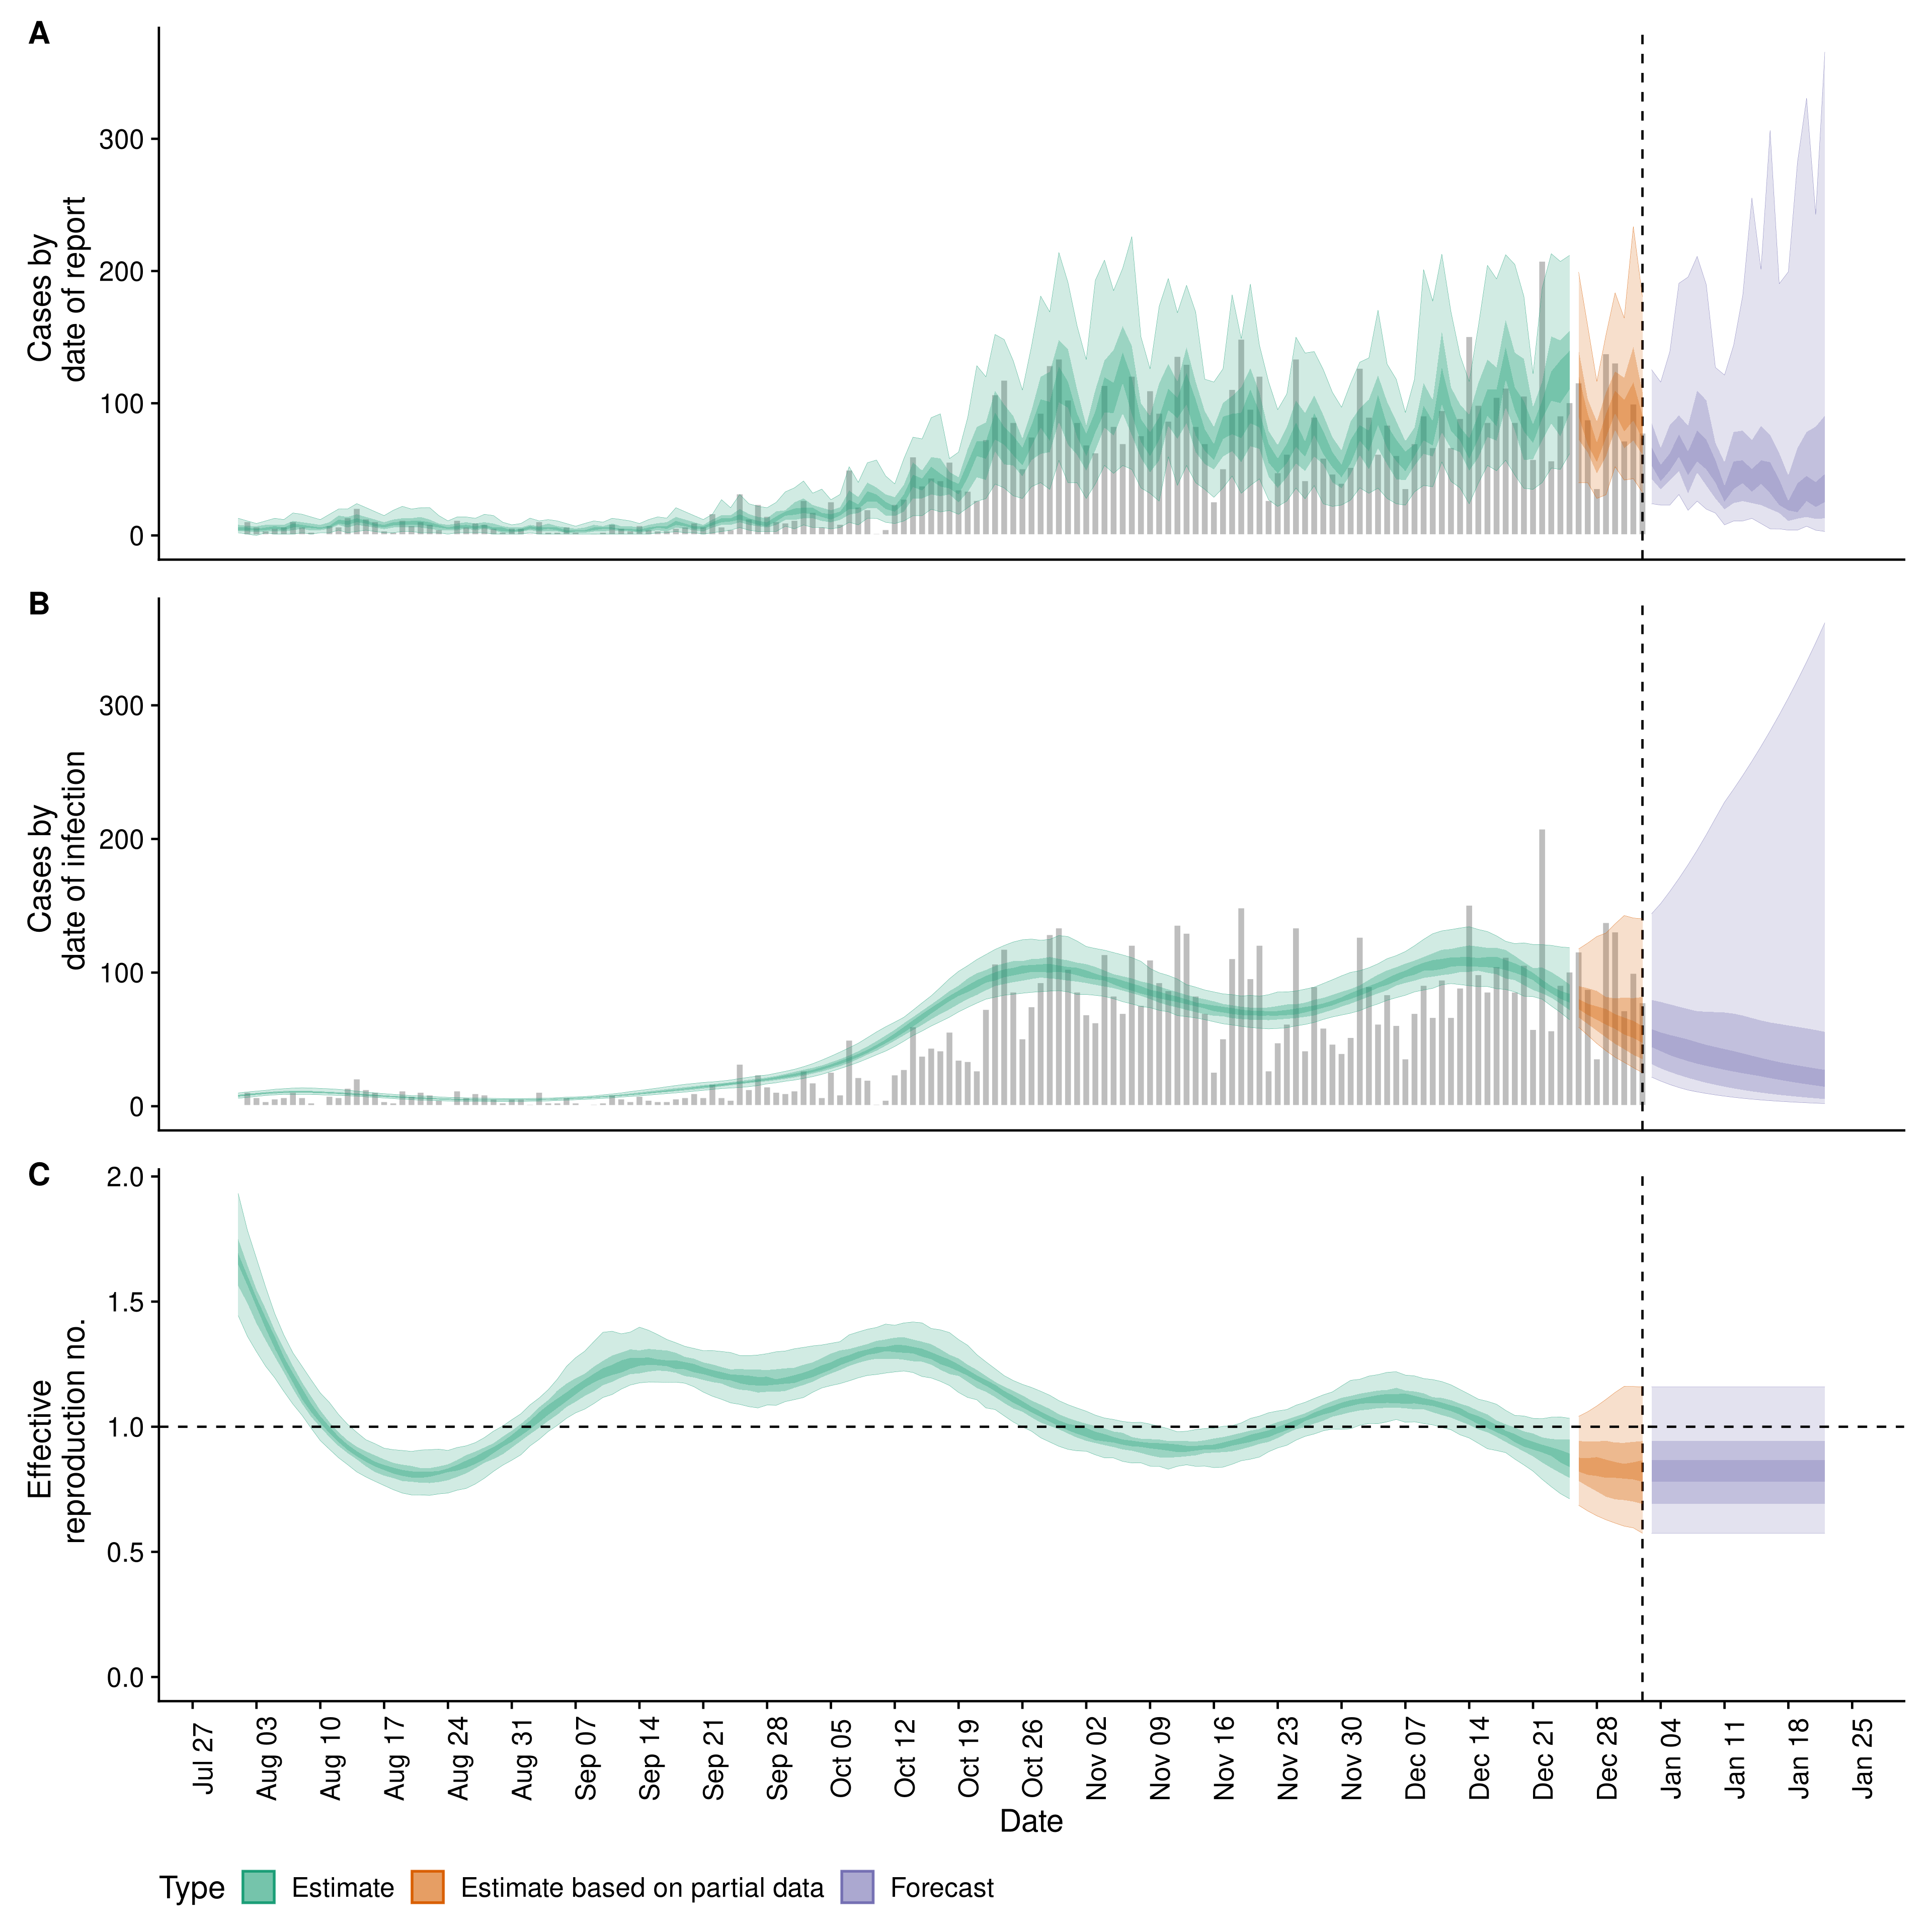 A
Cases by
date of report
300
200
100
0
B
Cases by
date of infection
300
200
100
0
C
Effective
reproduction no.
2.0
1.5
1.0
0.5
0.0
Jul 27
Aug 03
Aug 10
Aug 17
Aug 24
Aug 31
Sep 07
Sep 14
Sep 21
Sep 28
Oct 05
Oct 12
Oct 19
Oct 26
Nov 02
Nov 09
Nov 16
Nov 23
Nov 30
Dec 07
Dec 14
Dec 21
Dec 28
Jan 04
Jan 11
Jan 18
Jan 25
Date
Type Estimate Estimate based on partial data Forecast